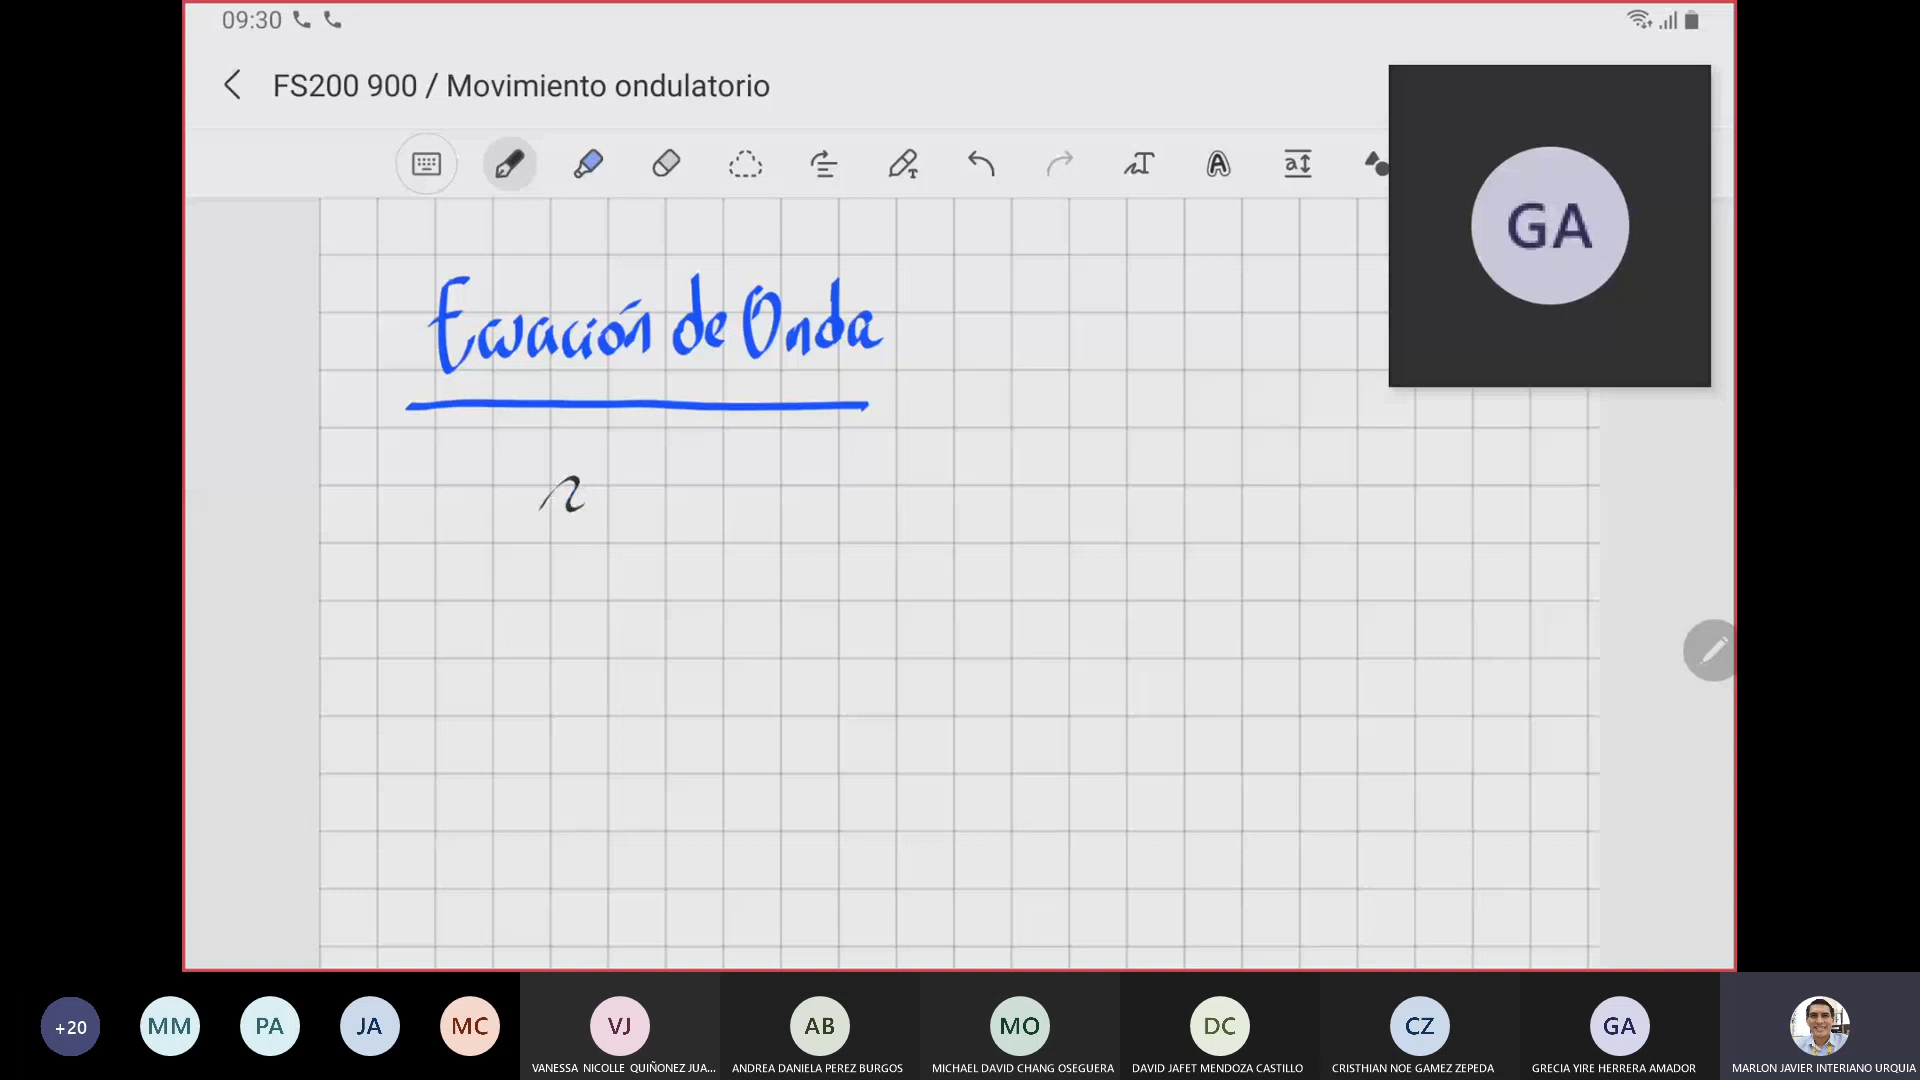 09:30
FS200 900 / Movimiento ondulatorio
GA
Ecuación de Onda
+20
MM
PA
JA
MC
VJ
AB
MO
DC
CZ
GA
VANESSA NICOLLE QUIÑONEZ JUA...
ANDREA DANIELA PEREZ BURGOS
MICHAEL DAVID CHANG OSEGUERA
DAVID JAFET MENDOZA CASTILLO
CRISTHIAN NOE GAMEZ ZEPEDA
GRECIA YIRE HERRERA AMADOR
MARLON JAVIER INTERIANO URQUIA